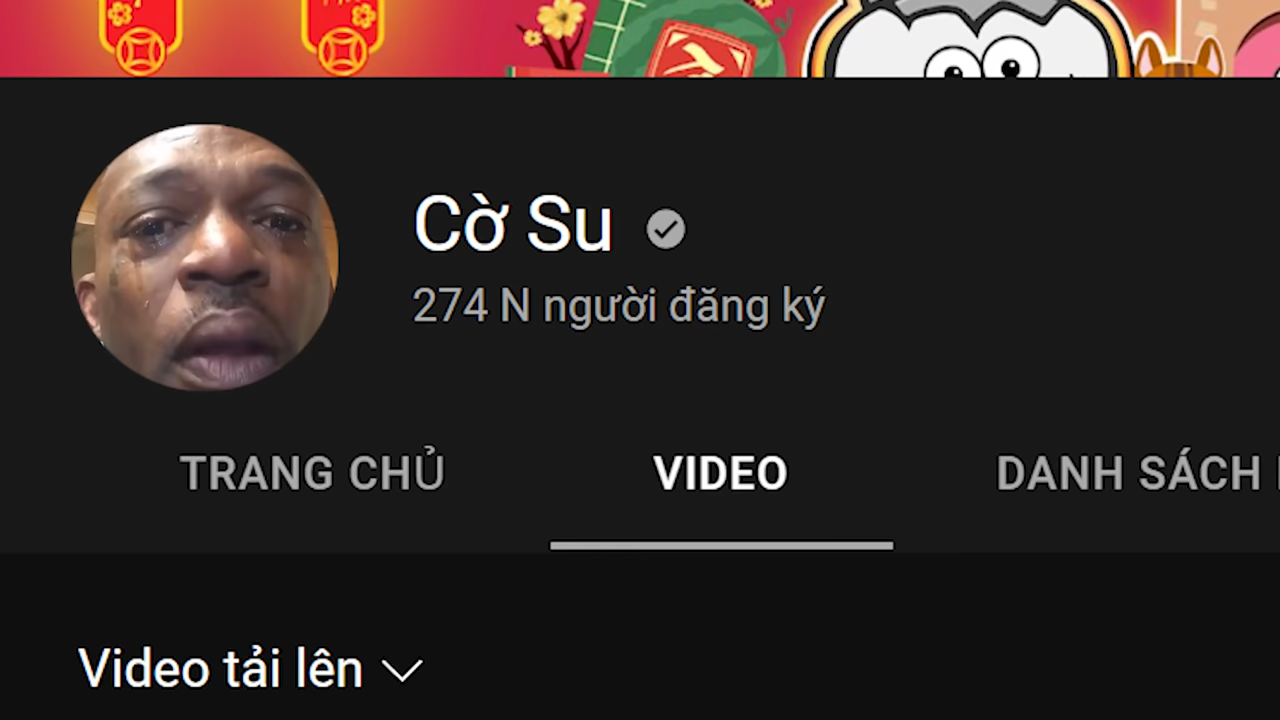 Cờ Su
274 N người đăng ký
TRANG CHỦ
VIDEO
DANH SÁCH
Video tải lên